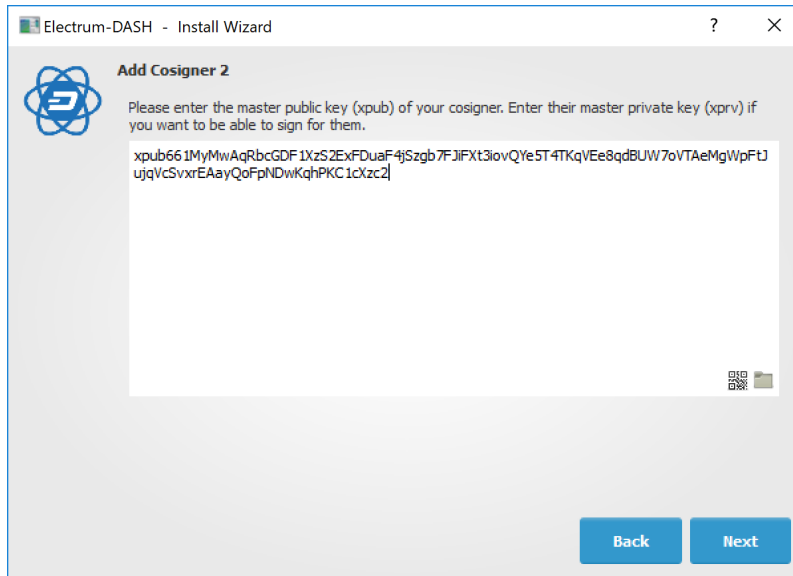 Electrum-DASH - Install Wizard
Add Cosigner 2
Please enter the master public key (xpub) of your cosigner. Enter their master private key (xprv) if
you want to be able to sign for them.
xpub661MyMwAqRbcGDF1XzS2ExFDuaF4jSzgb7FJiFXt3iovQYe5T4TKqVEe8qdBUW7oVTAeMgWpFtJ
ujqVcSvxrEAayQoFpNDwKqhPKC1cXzc2
Back Next